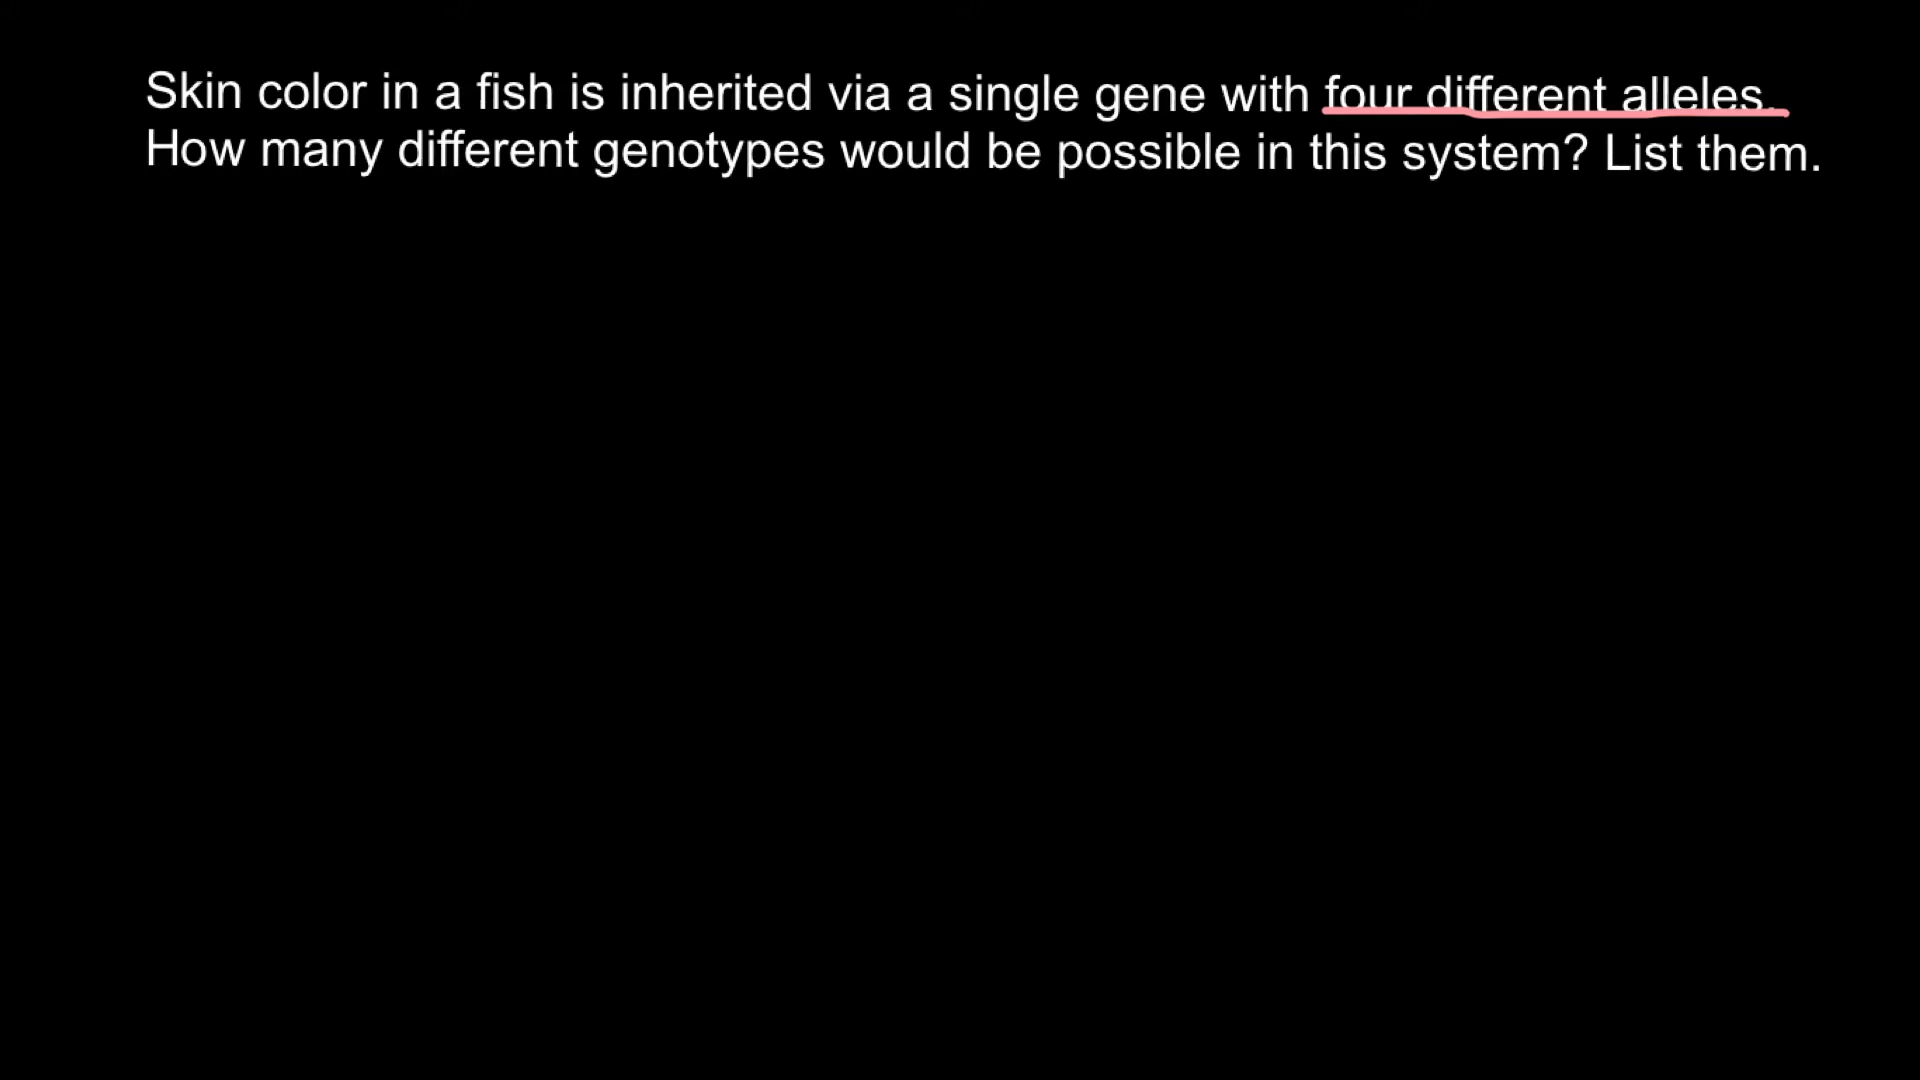 Skin color in a fish is inherited via a single gene with four different alleles.
How many different genotypes would be possible in this system? List them.